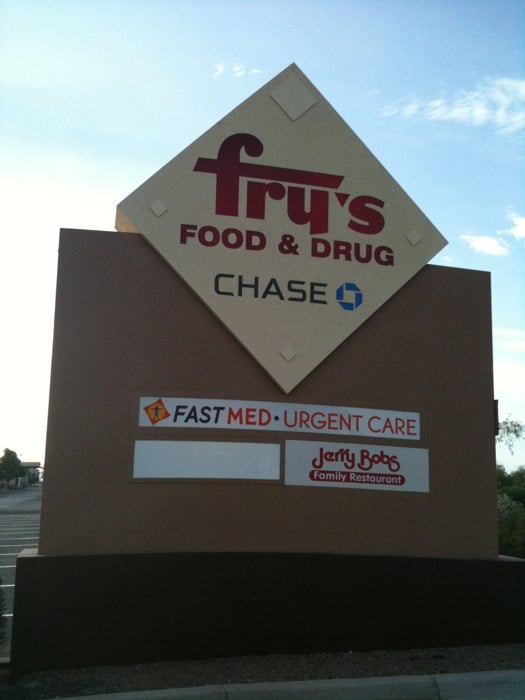 fry's
FOOD & DRUG
CHASE
FASTMED · URGENT CARE
Jerry Bobs
Family Restaurant